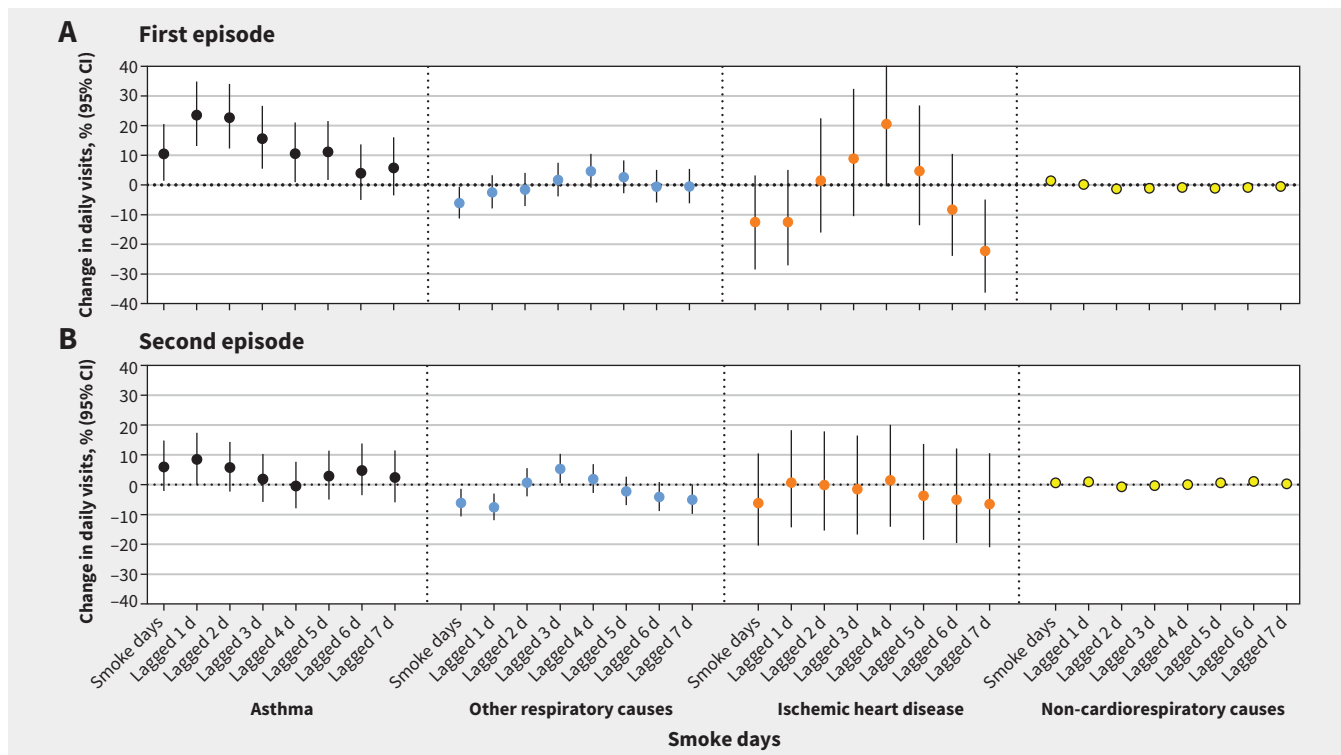 A First episode
Change in daily visits, % (95% CI)
40
30
20
10
0
−10
−20
−30
−40
B Second episode
Change in daily visits, % (95% CI)
40
30
20
10
0
−10
−20
−30
−40
Smoke days Lagged 1 d Lagged 2 d Lagged 3 d Lagged 4 d Lagged 5 d Lagged 6 d Lagged 7 d Smoke days Lagged 1 d Lagged 2 d Lagged 3 d Lagged 4 d Lagged 5 d Lagged 6 d Lagged 7 d Smoke days Lagged 1 d Lagged 2 d Lagged 3 d Lagged 4 d Lagged 5 d Lagged 6 d Lagged 7 d Smoke days Lagged 1 d Lagged 2 d Lagged 3 d Lagged 4 d Lagged 5 d Lagged 6 d Lagged 7 d
Asthma Other respiratory causes Ischemic heart disease Non-cardiorespiratory causes
Smoke days